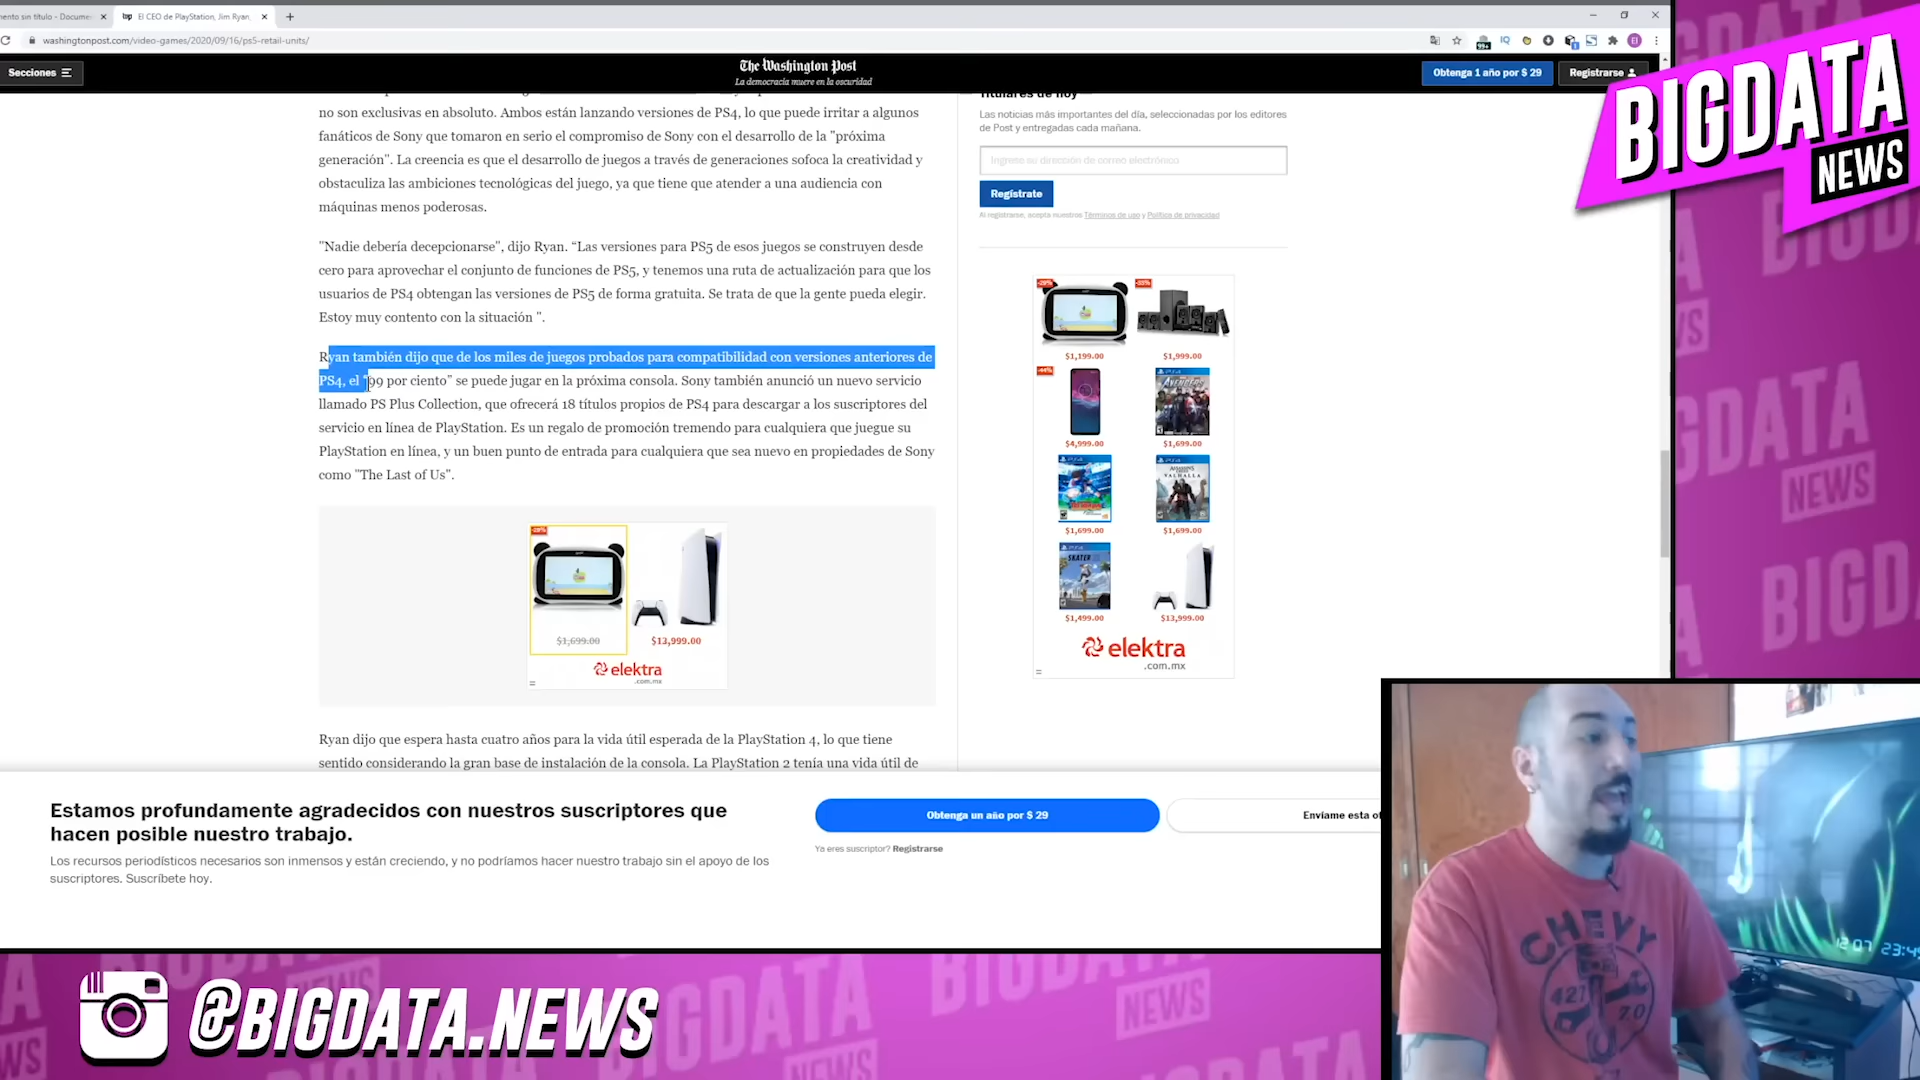 El CEO de PlayStation, Jim Ryan,
washingtonpost.com/video-games/2020/09/16/ps5-retail-units/
Secciones
The Washington Post
La democracia muere en la oscuridad
Obtenga 1 año por $ 29
Registrarse
no son exclusivas en absoluto. Ambos están lanzando versiones de PS4, lo que puede irritar a algunos
fanáticos de Sony que tomaron en serio el compromiso de Sony con el desarrollo de la "próxima
generación". La creencia es que el desarrollo de juegos a través de generaciones sofoca la creatividad y
obstaculiza las ambiciones tecnológicas del juego, ya que tiene que atender a una audiencia con
máquinas menos poderosas.
"Nadie debería decepcionarse", dijo Ryan. “Las versiones para PS5 de esos juegos se construyen desde
cero para aprovechar el conjunto de funciones de PS5, y tenemos una ruta de actualización para que los
usuarios de PS4 obtengan las versiones de PS5 de forma gratuita. Se trata de que la gente pueda elegir.
Estoy muy contento con la situación ".
Ryan también dijo que de los miles de juegos probados para compatibilidad con versiones anteriores de
PS4, el "99 por ciento” se puede jugar en la próxima consola. Sony también anunció un nuevo servicio
llamado PS Plus Collection, que ofrecerá 18 títulos propios de PS4 para descargar a los suscriptores del
servicio en línea de PlayStation. Es un regalo de promoción tremendo para cualquiera que juegue su
PlayStation en línea, y un buen punto de entrada para cualquiera que sea nuevo en propiedades de Sony
como "The Last of Us".
$1,699.00
$13,999.00
elektra
.com.mx
Ryan dijo que espera hasta cuatro años para la vida útil esperada de la PlayStation 4, lo que tiene
sentido considerando la gran base de instalación de la consola. La PlayStation 2 tenía una vida útil de
Titulares de hoy
Las noticias más importantes del día, seleccionadas por los editores
de Post y entregadas cada mañana.
Ingrese su dirección de correo electrónico
Regístrate
Al registrarse, acepta nuestros Términos de uso y Política de privacidad
$1,199.00
$1,999.00
-44%
AVENGERS
$4,999.00
$1,699.00
VALHALLA
$1,699.00
$1,699.00
SKATER
$1,499.00
$13,999.00
elektra
.com.mx
Estamos profundamente agradecidos con nuestros suscriptores que
hacen posible nuestro trabajo.
Los recursos periodísticos necesarios son inmensos y están creciendo, y no podríamos hacer nuestro trabajo sin el apoyo de los
suscriptores. Suscríbete hoy.
Obtenga un año por $ 29
Ya eres suscriptor? Registrarse
Envíame esta of
BIGDATA
NEWS
@BIGDATA.NEWS
CHEVY